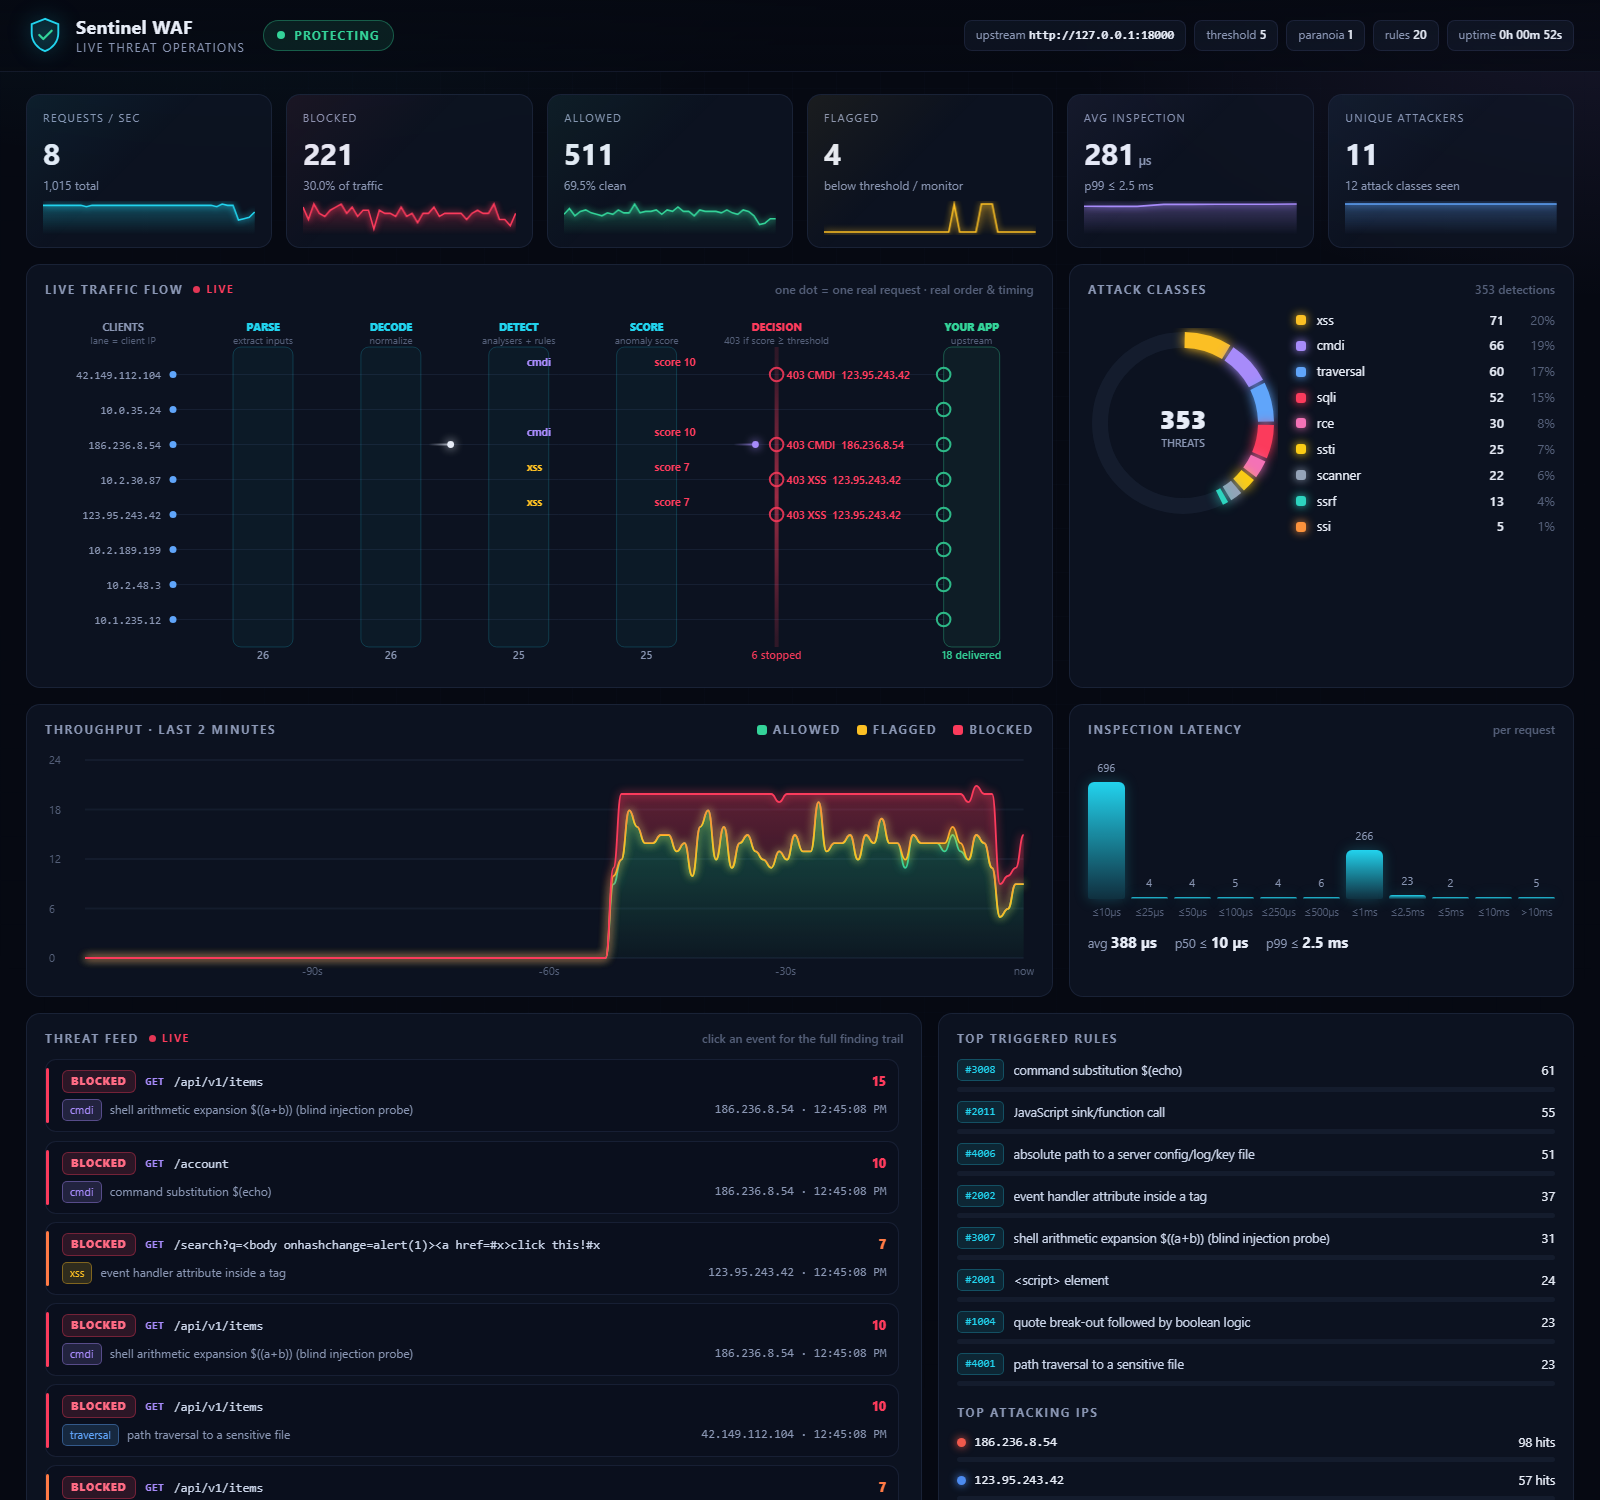 Sentinel WAF
LIVE THREAT OPERATIONS
PROTECTING
upstream http://127.0.0.1:18000
threshold 5
paranoia 1
rules 20
uptime 0h 00m 52s
REQUESTS / SEC
8
1,015 total
BLOCKED
221
30.0% of traffic
ALLOWED
511
69.5% clean
FLAGGED
4
below threshold / monitor
AVG INSPECTION
281 µs
p99 ≤ 2.5 ms
UNIQUE ATTACKERS
11
12 attack classes seen
LIVE TRAFFIC FLOW LIVE
one dot = one real request · real order & timing
CLIENTS
lane = client IP
PARSE
extract inputs
DECODE
normalize
DETECT
analysers + rules
SCORE
anomaly score
DECISION
403 if score ≥ threshold
YOUR APP
upstream
cmdi score 10
42.149.112.104 403 CMDI 123.95.243.42
10.0.35.24
cmdi score 10
186.236.8.54 403 CMDI 186.236.8.54
xss score 7
10.2.30.87 403 XSS 123.95.243.42
xss score 7
123.95.243.42 403 XSS 123.95.243.42
10.2.189.199
10.2.48.3
10.1.235.12
26 26 25 25 6 stopped 18 delivered
ATTACK CLASSES
353 detections
353
THREATS
xss 71 20%
cmdi 66 19%
traversal 60 17%
sqli 52 15%
rce 30 8%
ssti 25 7%
scanner 22 6%
ssrf 13 4%
ssi 5 1%
THROUGHPUT · LAST 2 MINUTES
ALLOWED FLAGGED BLOCKED
24
18
12
6
0
-90s -60s -30s now
INSPECTION LATENCY
per request
696 4 4 5 4 6 266 23 2 5
≤10µs ≤25µs ≤50µs ≤100µs ≤250µs ≤500µs ≤1ms ≤2.5ms ≤5ms ≤10ms >10ms
avg 388 µs p50 ≤ 10 µs p99 ≤ 2.5 ms
THREAT FEED LIVE
click an event for the full finding trail
BLOCKED GET /api/v1/items 15
cmdi shell arithmetic expansion $((a+b)) (blind injection probe) 186.236.8.54 · 12:45:08 PM
BLOCKED GET /account 10
cmdi command substitution $(echo) 186.236.8.54 · 12:45:08 PM
BLOCKED GET /search?q=<body onhashchange=alert(1)><a href=#x>click this!#x 7
xss event handler attribute inside a tag 123.95.243.42 · 12:45:08 PM
BLOCKED GET /api/v1/items 10
cmdi shell arithmetic expansion $((a+b)) (blind injection probe) 186.236.8.54 · 12:45:08 PM
BLOCKED GET /api/v1/items 10
traversal path traversal to a sensitive file 42.149.112.104 · 12:45:08 PM
BLOCKED GET /api/v1/items 7
TOP TRIGGERED RULES
#3008 command substitution $(echo) 61
#2011 JavaScript sink/function call 55
#4006 absolute path to a server config/log/key file 51
#2002 event handler attribute inside a tag 37
#3007 shell arithmetic expansion $((a+b)) (blind injection probe) 31
#2001 <script> element 24
#1004 quote break-out followed by boolean logic 23
#4001 path traversal to a sensitive file 23
TOP ATTACKING IPS
186.236.8.54 98 hits
123.95.243.42 57 hits